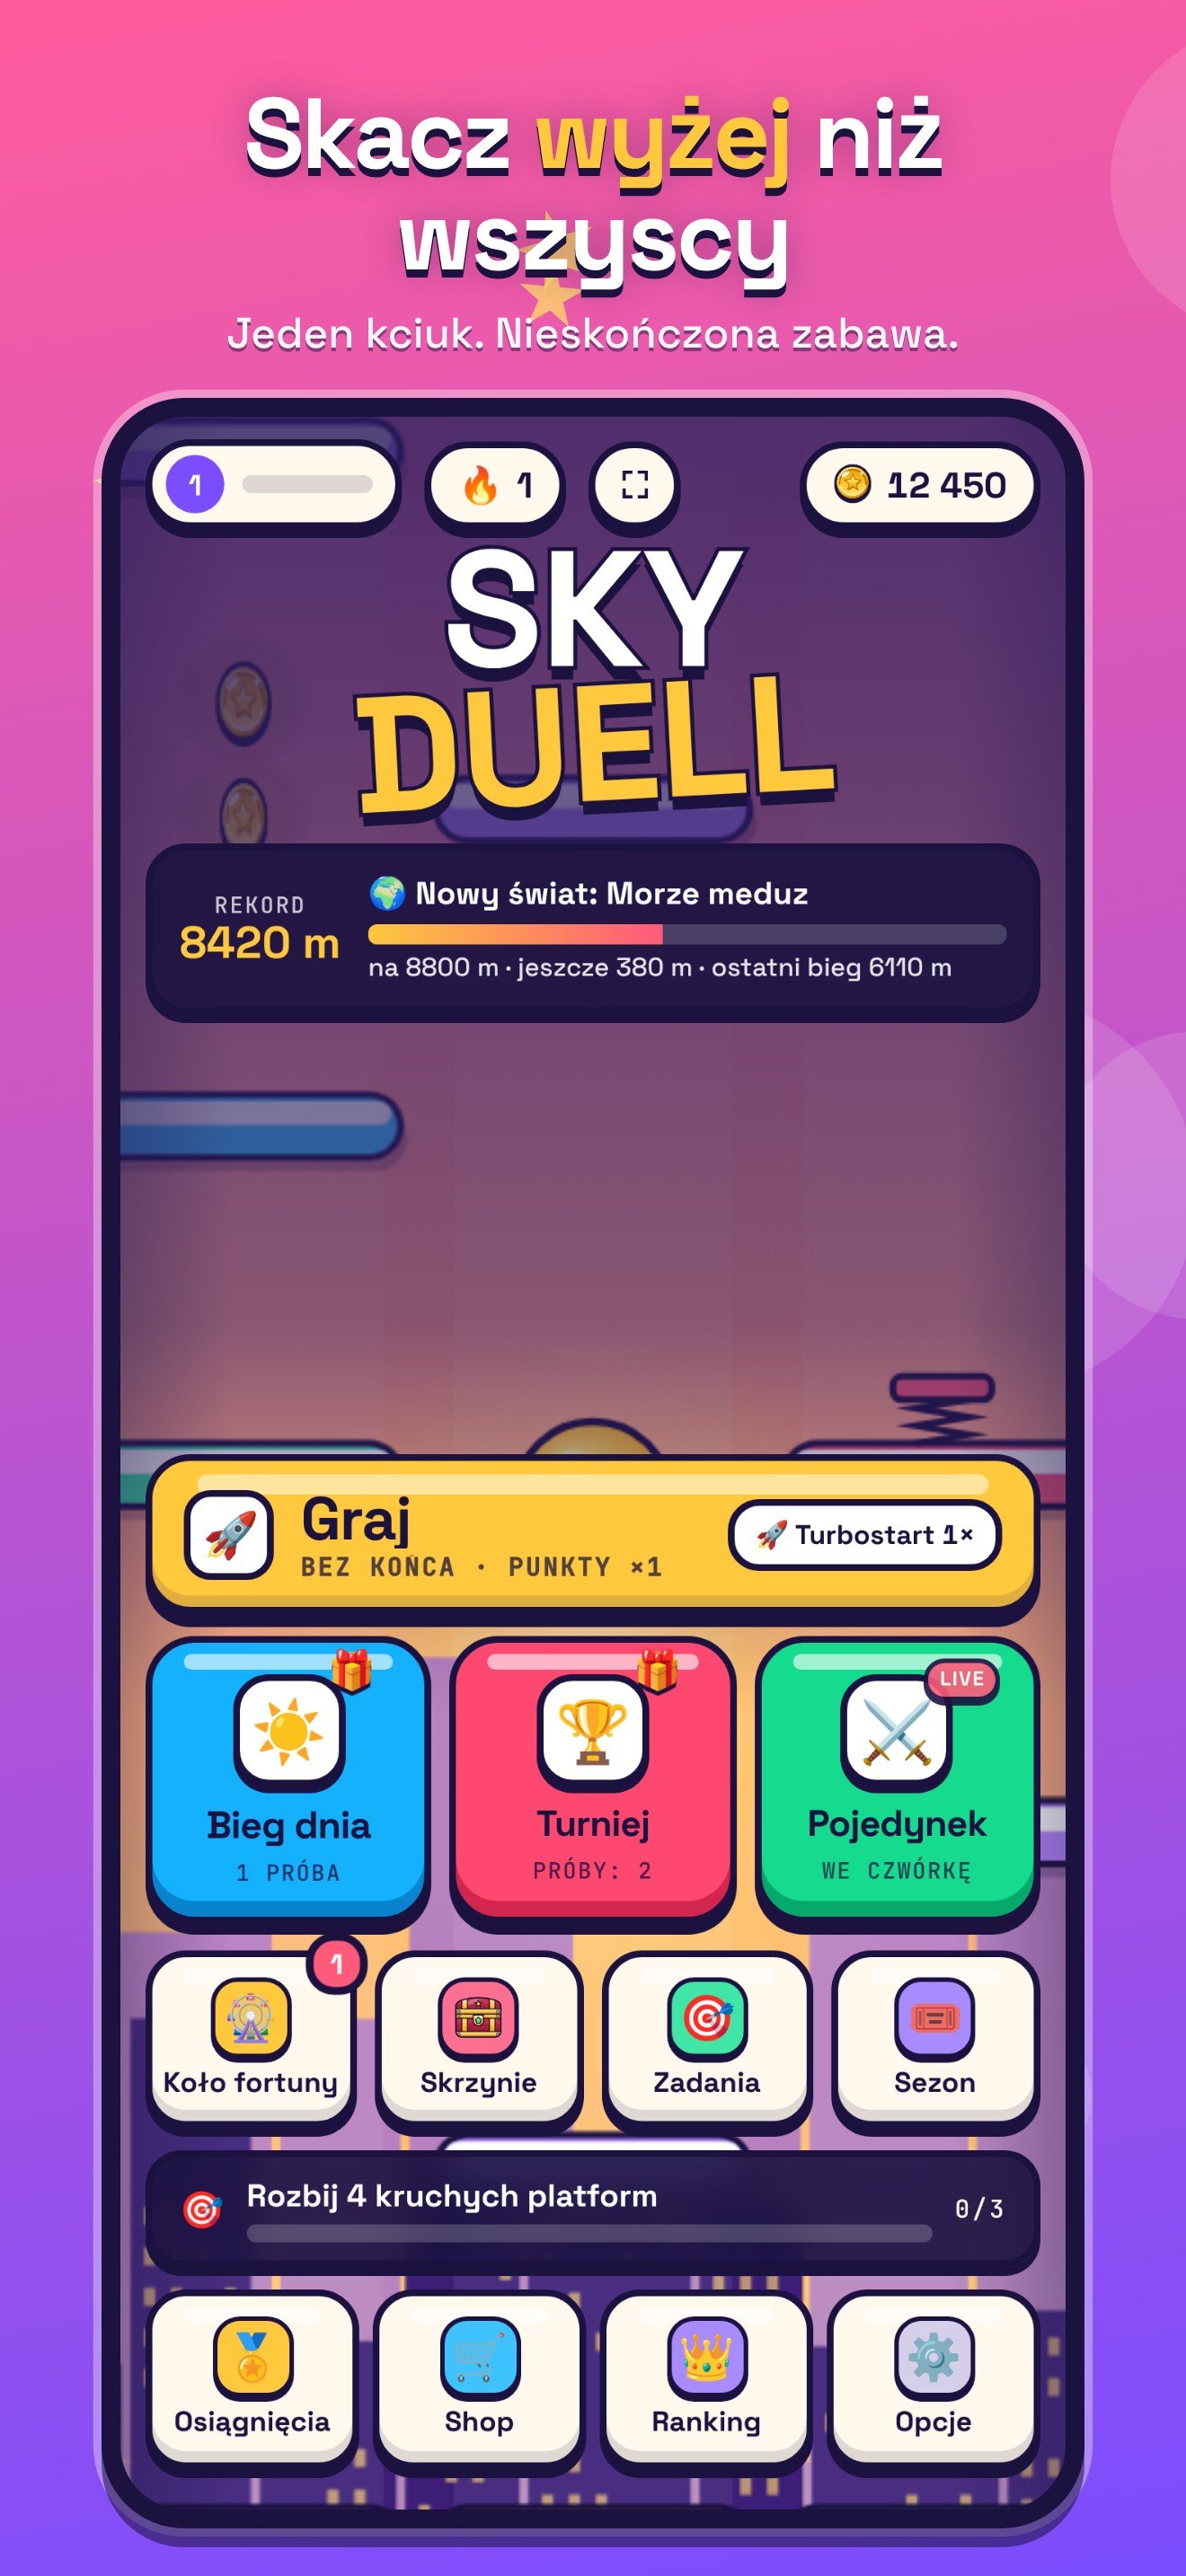 Skacz wyżej niż
wszyscy
Jeden kciuk. Nieskończona zabawa.
1
1
12 450
SKY
DUELL
REKORD
8420 m
Nowy świat: Morze meduz
na 8800 m · jeszcze 380 m · ostatni bieg 6110 m
Graj
BEZ KOŃCA · PUNKTY ×1
Turbostart 1×
Bieg dnia
1 PRÓBA
Turniej
PRÓBY: 2
LIVE
Pojedynek
WE CZWÓRKĘ
1
Koło fortuny
Skrzynie
Zadania
Sezon
Rozbij 4 kruchych platform
0/3
Osiągnięcia
Shop
Ranking
Opcje